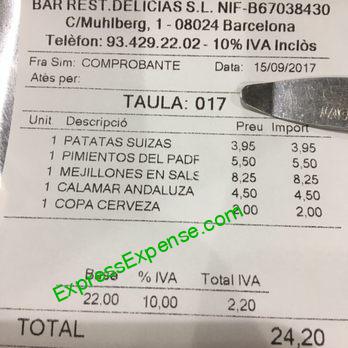 BAR REST.DELICIAS S.L. NIF-B67038430
C/Muhlberg, 1 - 08024 Barcelona
Telèfon: 93.429.22.02 - 10% IVA Inclòs
Fra Sim: COMPROBANTE Data: 15/09/2017
Atès per:
TAULA: 017
Unit Descripció Preu Import
1 PATATAS SUIZAS 3,95 3,95
1 PIMIENTOS DEL PADR 5,50 5,50
1 MEJILLONES EN SALS 8,25 8,25
1 CALAMAR ANDALUZA 4,50 4,50
1 COPA CERVEZA 2,00 2,00
ExpressExpense.com
Base % IVA Total IVA
22,00 10,00 2,20
TOTAL 24,20